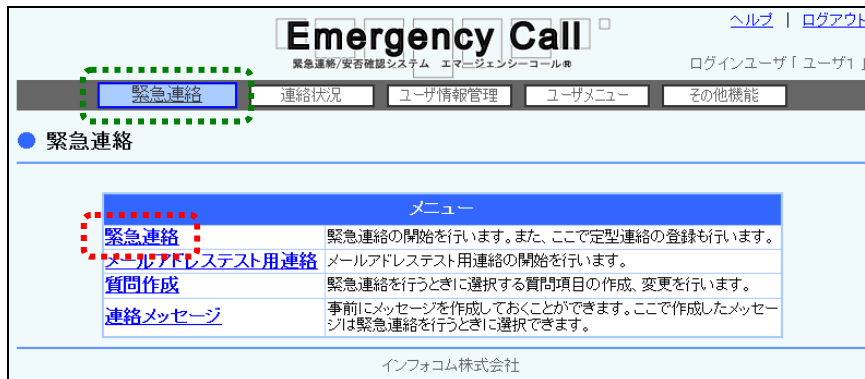 Emergency Call
緊急連絡/安否確認システム エマージェンシーコール®
ヘルプ | ログアウト
ログインユーザ「 ユーザ1 」
緊急連絡 連絡状況 ユーザ情報管理 ユーザメニュー その他機能
緊急連絡
メニュー
緊急連絡 緊急連絡の開始を行います。また、ここで定型連絡の登録も行います。
メールアドレステスト用連絡 メールアドレステスト用連絡の開始を行います。
質問作成 緊急連絡を行うときに選択する質問項目の作成、変更を行います。
連絡メッセージ 事前にメッセージを作成しておくことができます。ここで作成したメッセー
ジは緊急連絡を行うときに選択できます。
インフォコム株式会社